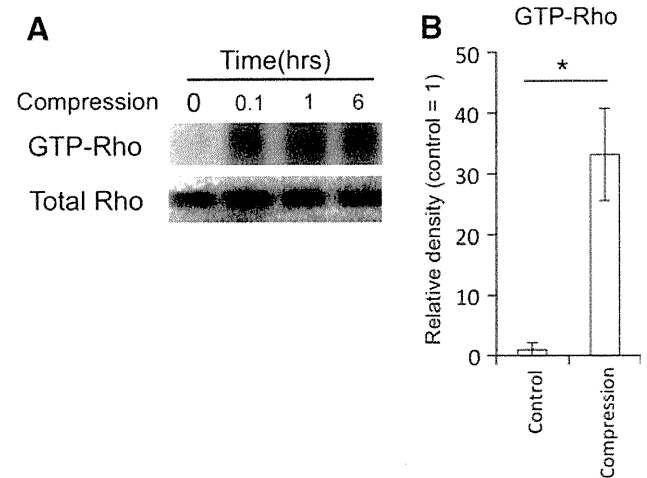 A
Time(hrs)
Compression 0 0.1 1 6
GTP-Rho
Total Rho
B
GTP-Rho
*
Relative density (control = 1)
50
40
30
20
10
0
Control
Compression